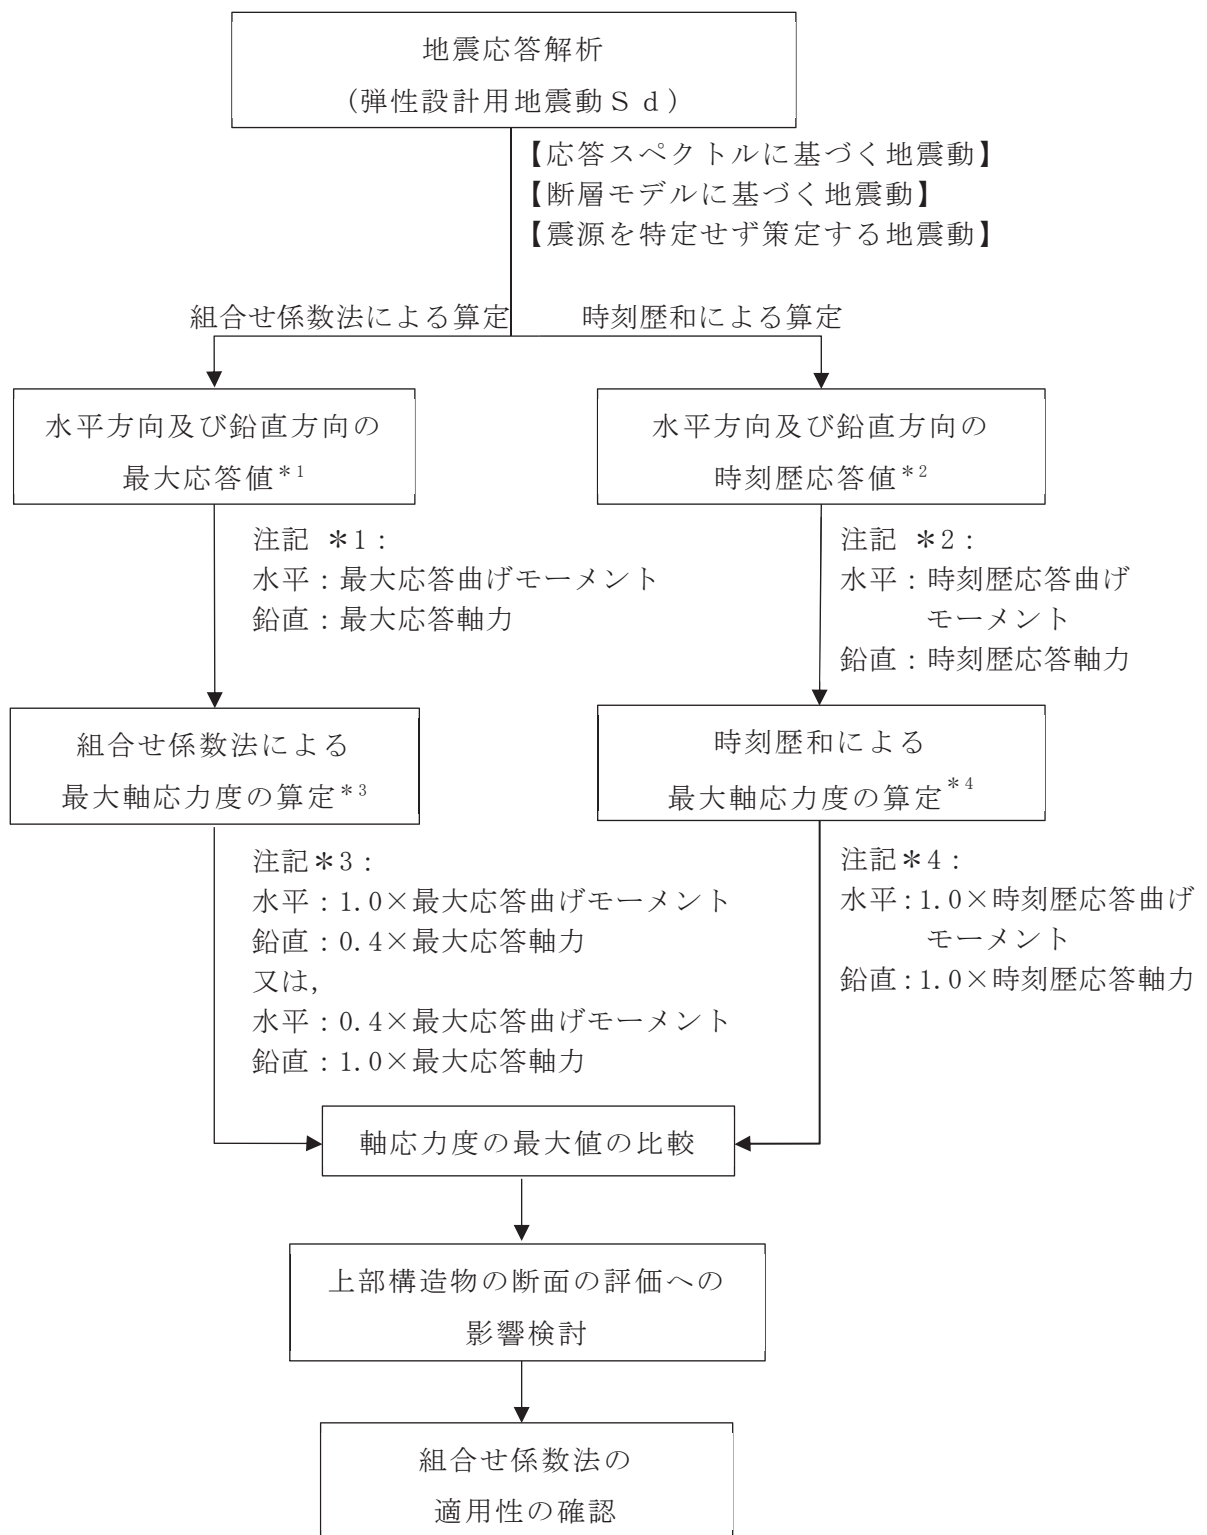 地震応答解析
(弾性設計用地震動Ｓｄ)
【応答スペクトルに基づく地震動】
【断層モデルに基づく地震動】
【震源を特定せず策定する地震動】
組合せ係数法による算定
時刻歴和による算定
水平方向及び鉛直方向の
最大応答値*1
水平方向及び鉛直方向の
時刻歴応答値*2
注記 ＊1：
水平：最大応答曲げモーメント
鉛直：最大応答軸力
注記 ＊2：
水平：時刻歴応答曲げ
モーメント
鉛直：時刻歴応答軸力
組合せ係数法による
最大軸応力度の算定*3
時刻歴和による
最大軸応力度の算定*4
注記＊3：
水平：1.0×最大応答曲げモーメント
鉛直：0.4×最大応答軸力
又は，
水平：0.4×最大応答曲げモーメント
鉛直：1.0×最大応答軸力
注記＊4：
水平：1.0×時刻歴応答曲げ
モーメント
鉛直：1.0×時刻歴応答軸力
軸応力度の最大値の比較
上部構造物の断面の評価への
影響検討
組合せ係数法の
適用性の確認